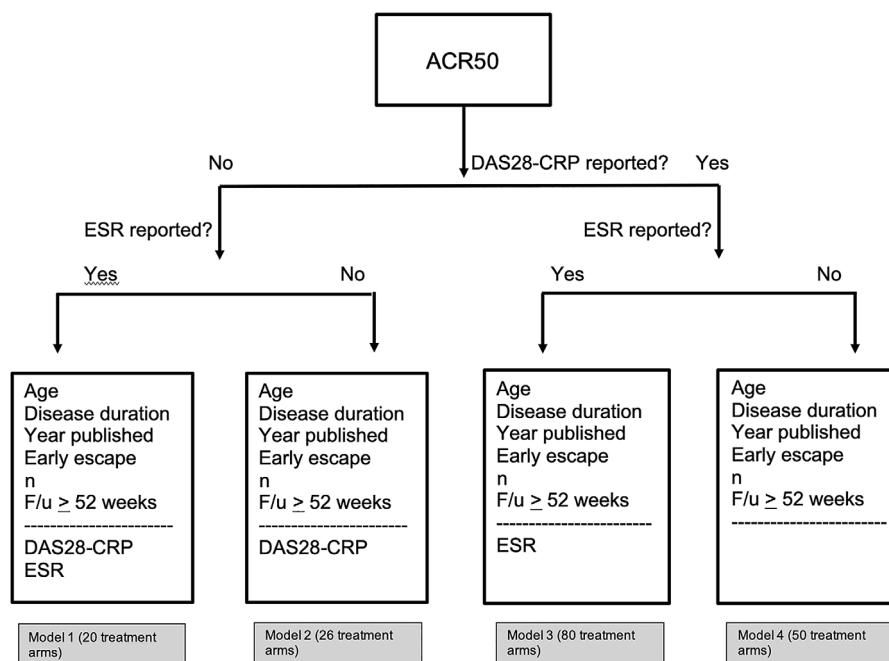 ACR50
No
DAS28-CRP reported?
Yes
ESR reported?
ESR reported?
Yes
No
Yes
No
Age
Disease duration
Year published
Early escape
n
F/u ≥ 52 weeks
------------------------
DAS28-CRP
ESR
Age
Disease duration
Year published
Early escape
n
F/u ≥ 52 weeks
------------------------
DAS28-CRP
Age
Disease duration
Year published
Early escape
n
F/u ≥ 52 weeks
-------------------------
ESR
Age
Disease duration
Year published
Early escape
n
F/u ≥ 52 weeks
------------------------
Model 1 (20 treatment
arms)
Model 2 (26 treatment
arms)
Model 3 (80 treatment
arms)
Model 4 (50 treatment
arms)